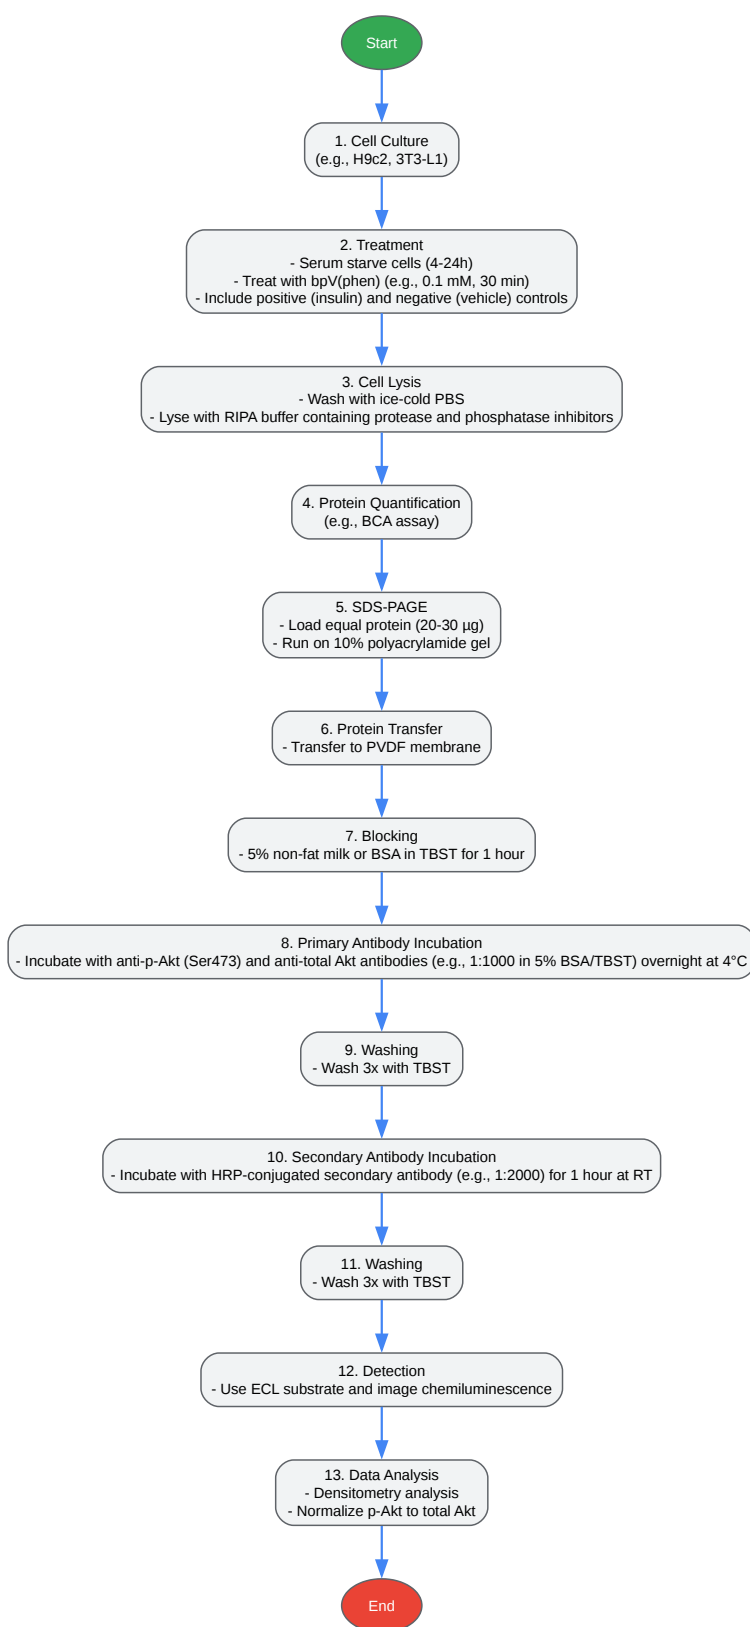 Start
1. Cell Culture
(e.g., H9c2, 3T3-L1)
2. Treatment
- Serum starve cells (4-24h)
- Treat with bpV(phen) (e.g., 0.1 mM, 30 min)
- Include positive (insulin) and negative (vehicle) controls
3. Cell Lysis
- Wash with ice-cold PBS
- Lyse with RIPA buffer containing protease and phosphatase inhibitors
4. Protein Quantification
(e.g., BCA assay)
5. SDS-PAGE
- Load equal protein (20-30 µg)
- Run on 10% polyacrylamide gel
6. Protein Transfer
- Transfer to PVDF membrane
7. Blocking
- 5% non-fat milk or BSA in TBST for 1 hour
8. Primary Antibody Incubation
- Incubate with anti-p-Akt (Ser473) and anti-total Akt antibodies (e.g., 1:1000 in 5% BSA/TBST) overnight at 4°C
9. Washing
- Wash 3x with TBST
10. Secondary Antibody Incubation
- Incubate with HRP-conjugated secondary antibody (e.g., 1:2000) for 1 hour at RT
11. Washing
- Wash 3x with TBST
12. Detection
- Use ECL substrate and image chemiluminescence
13. Data Analysis
- Densitometry analysis
- Normalize p-Akt to total Akt
End